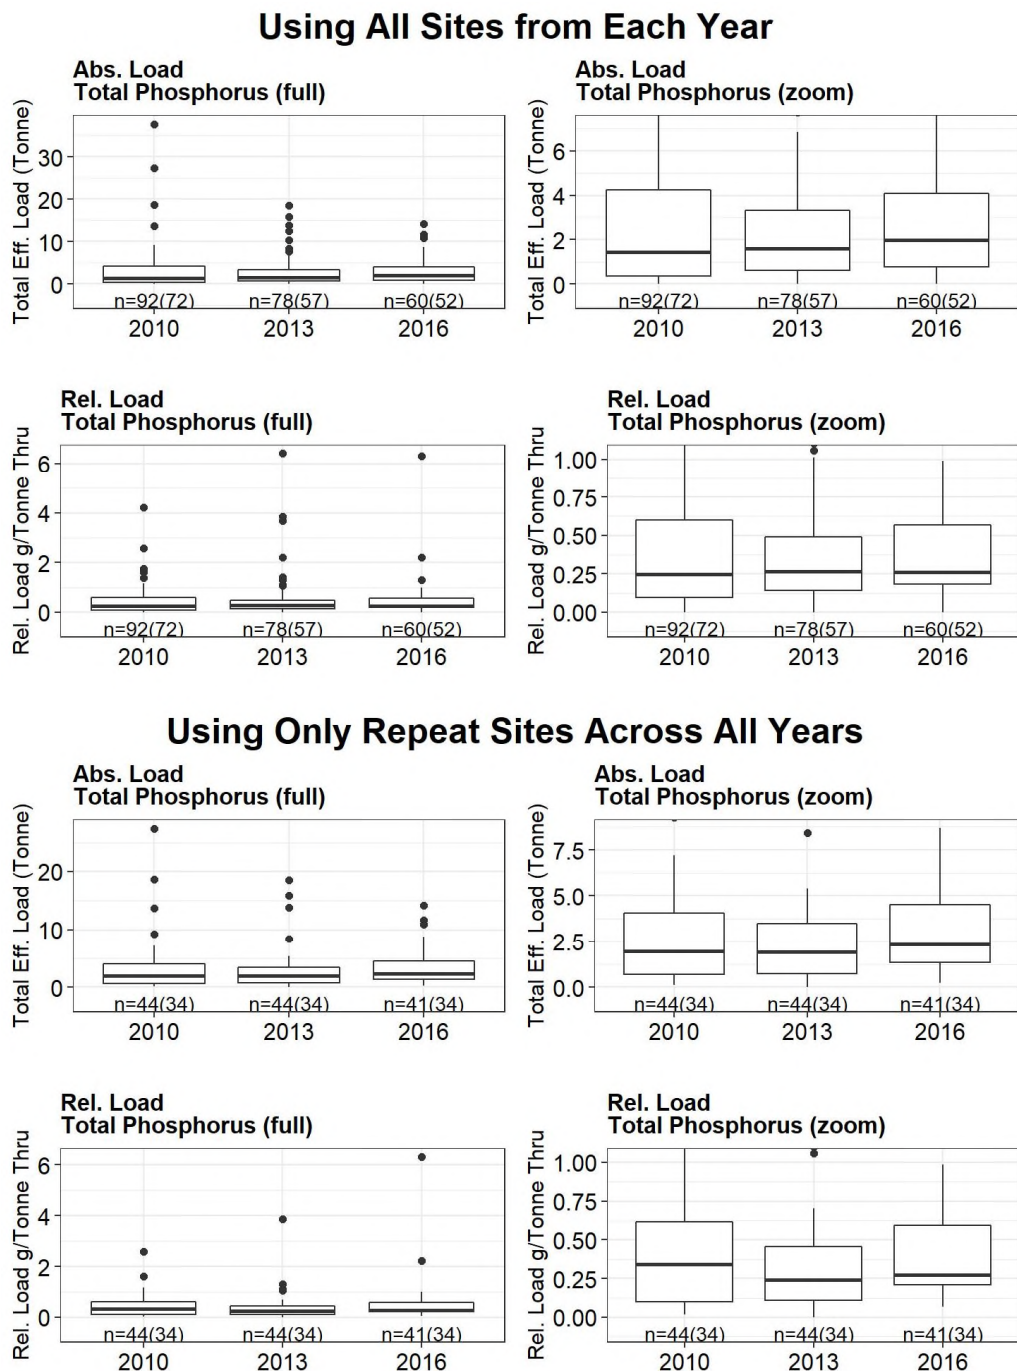 Using All Sites from Each Year
Abs. Load
Total Phosphorus (full)
Total Eff. Load (Tonne)
30
20
10
0
n=92(72)
n=78(57)
n=60(52)
2010
2013
2016
Abs. Load
Total Phosphorus (zoom)
Total Eff. Load (Tonne)
6
4
2
0
n=92(72)
n=78(57)
n=60(52)
2010
2013
2016
Rel. Load
Total Phosphorus (full)
Rel. Load g/Tonne Thru
6
4
2
0
n=92(72)
n=78(57)
n=60(52)
2010
2013
2016
Rel. Load
Total Phosphorus (zoom)
Rel. Load g/Tonne Thru
1.00
0.75
0.50
0.25
0.00
n=92(72)
n=78(57)
n=60(52)
2010
2013
2016
Using Only Repeat Sites Across All Years
Abs. Load
Total Phosphorus (full)
Total Eff. Load (Tonne)
20
10
0
n=44(34)
n=44(34)
n=41(34)
2010
2013
2016
Abs. Load
Total Phosphorus (zoom)
Total Eff. Load (Tonne)
7.5
5.0
2.5
0.0
n=44(34)
n=44(34)
n=41(34)
2010
2013
2016
Rel. Load
Total Phosphorus (full)
Rel. Load g/Tonne Thru
6
4
2
0
n=44(34)
n=44(34)
n=41(34)
2010
2013
2016
Rel. Load
Total Phosphorus (zoom)
Rel. Load g/Tonne Thru
1.00
0.75
0.50
0.25
0.00
n=44(34)
n=44(34)
n=41(34)
2010
2013
2016